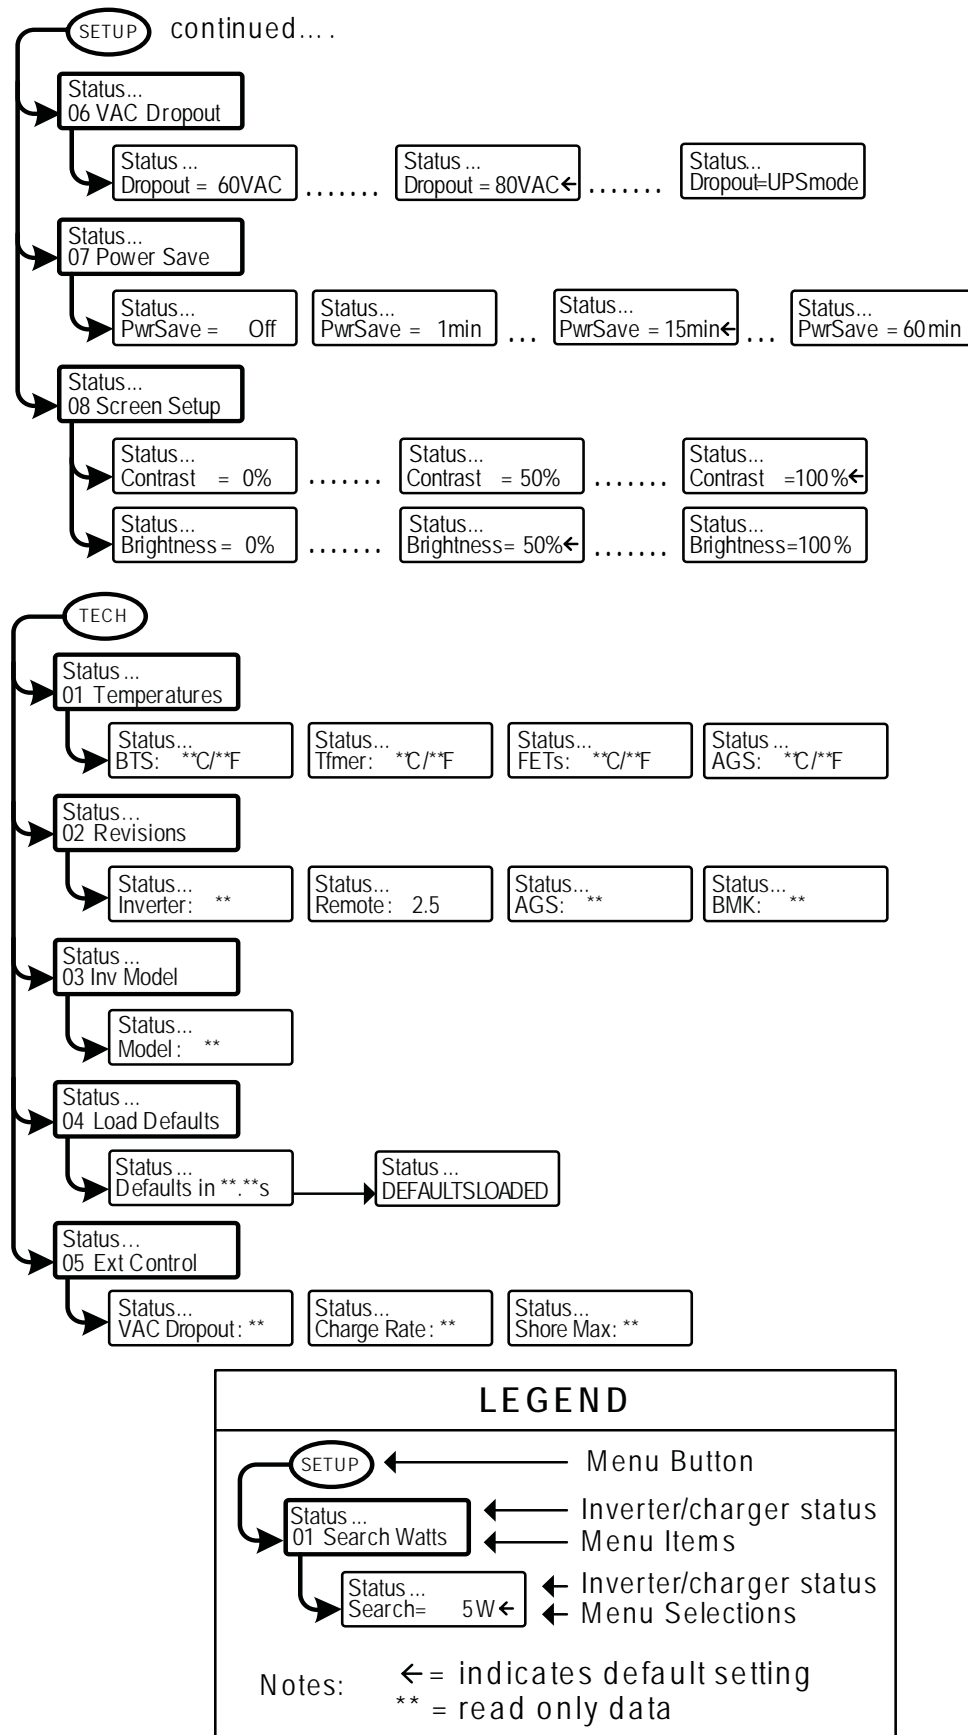 SETUP continued....
Status...
06 VAC Dropout
Status... Status... Status...
Dropout = 60VAC ....... Dropout = 80VAC← ....... Dropout=UPSmode
Status...
07 Power Save
Status... Status... Status... Status...
PwrSave = Off PwrSave = 1min ... PwrSave = 15min← ... PwrSave = 60min
Status...
08 Screen Setup
Status... Status... Status...
Contrast = 0% ....... Contrast = 50% ....... Contrast =100%←
Status... Status... Status...
Brightness= 0% ....... Brightness= 50%← ....... Brightness=100%
TECH
Status...
01 Temperatures
Status... Status... Status... Status...
BTS: **C/**F Tfmer: **C/**F FETs: **C/**F AGS: **C/**F
Status...
02 Revisions
Status... Status... Status... Status...
Inverter: ** Remote: 2.5 AGS: ** BMK: **
Status...
03 Inv Model
Status...
Model: **
Status...
04 Load Defaults
Status... Status...
Defaults in **.**s DEFAULTSLOADED
Status...
05 Ext Control
Status... Status... Status...
VAC Dropout: ** Charge Rate: ** Shore Max: **
LEGEND
SETUP Menu Button
Status... Inverter/charger status
01 Search Watts Menu Items
Status... Inverter/charger status
Search= 5W← Menu Selections
Notes: ←= indicates default setting
** = read only data